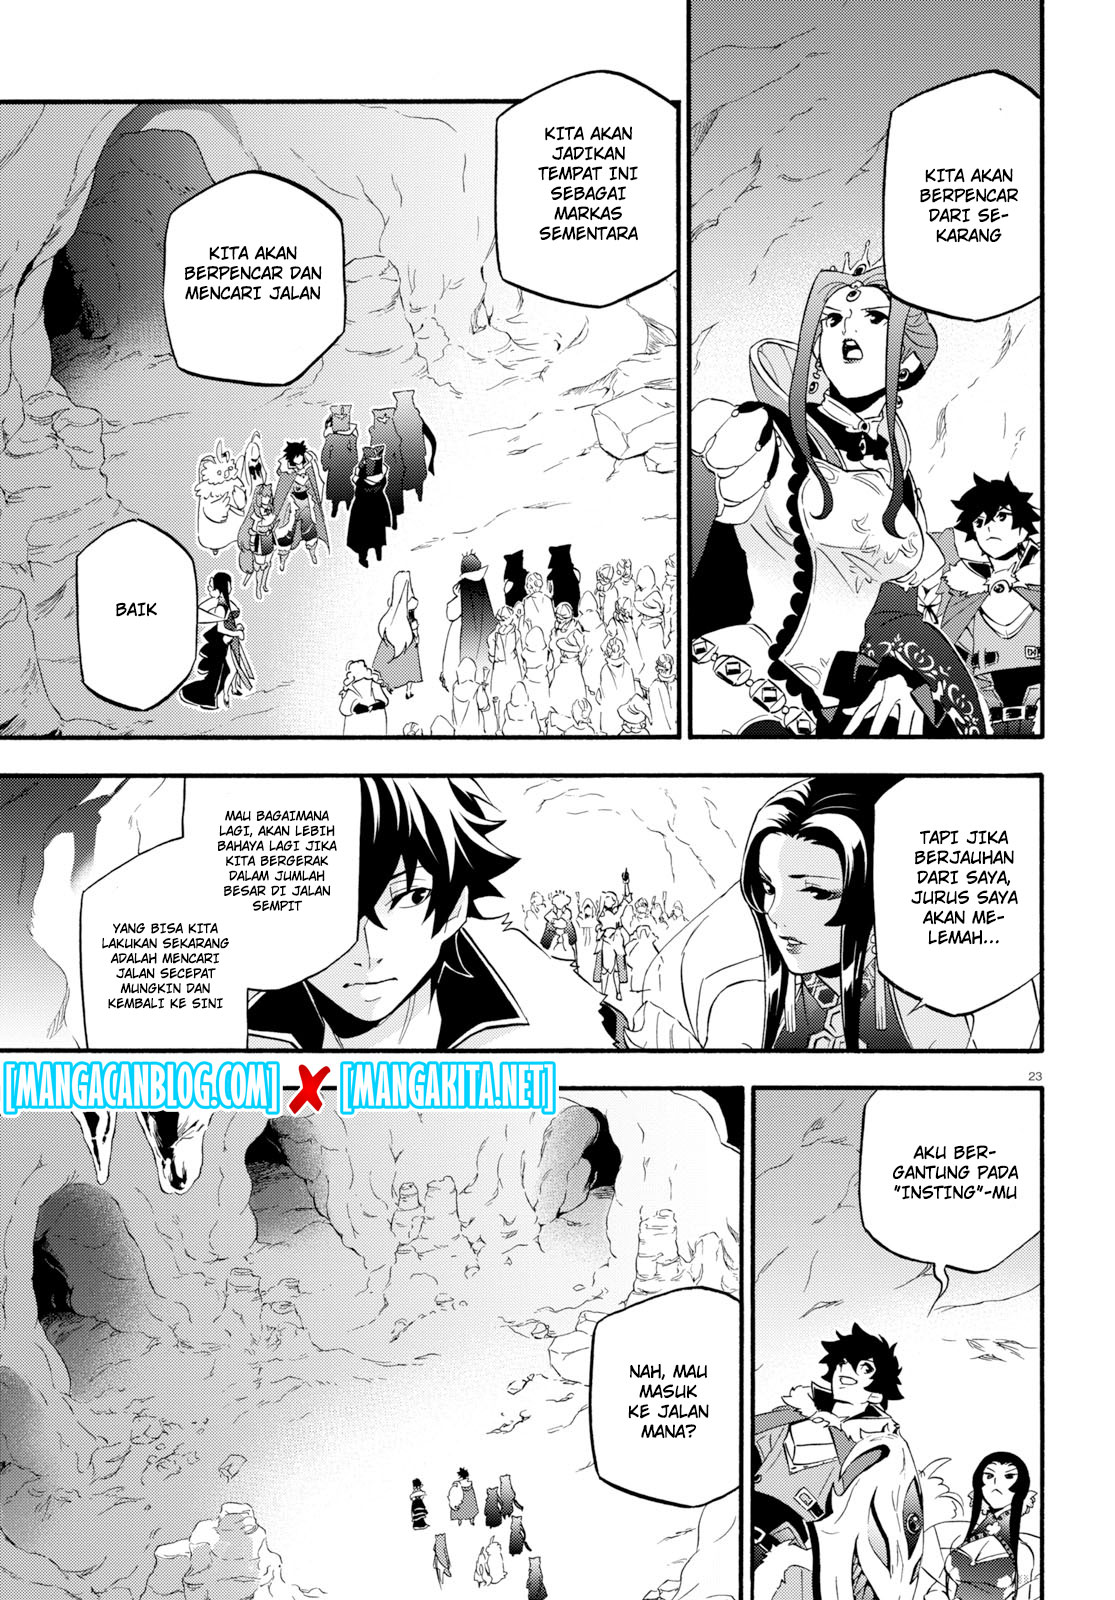 KITA AKAN
BERPENCAR
DARI SE-
KARANG
KITA AKAN
JADIKAN
TEMPAT INI
SEBAGAI
MARKAS
SEMENTARA
KITA AKAN
BERPENCAR DAN
MENCARI JALAN
BAIK
TAPI JIKA
BERJAUHAN
DARI SAYA,
JURUS SAYA
AKAN ME-
LEMAH...
MAU BAGAIMANA
LAGI, AKAN LEBIH
BAHAYA LAGI JIKA
KITA BERGERAK
DALAM JUMLAH
BESAR DI JALAN
SEMPIT
YANG BISA KITA
LAKUKAN SEKARANG
ADALAH MENCARI
JALAN SECEPAT
MUNGKIN DAN
KEMBALI KE SINI
[MANGACANBLOG.COM] X [MANGAKITA.NET]
23
AKU BER-
GANTUNG PADA
"INSTING"-MU
NAH, MAU
MASUK
KE JALAN
MANA?